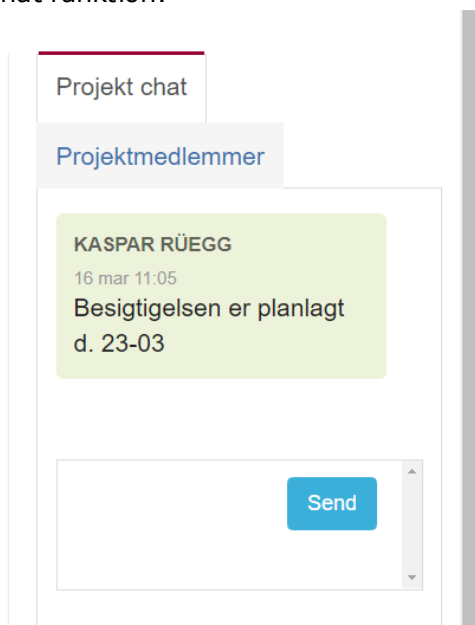 Projekt chat
Projektmedlemmer
KASPAR RÜEGG
16 mar 11:05
Besigtigelsen er planlagt
d. 23-03
Send